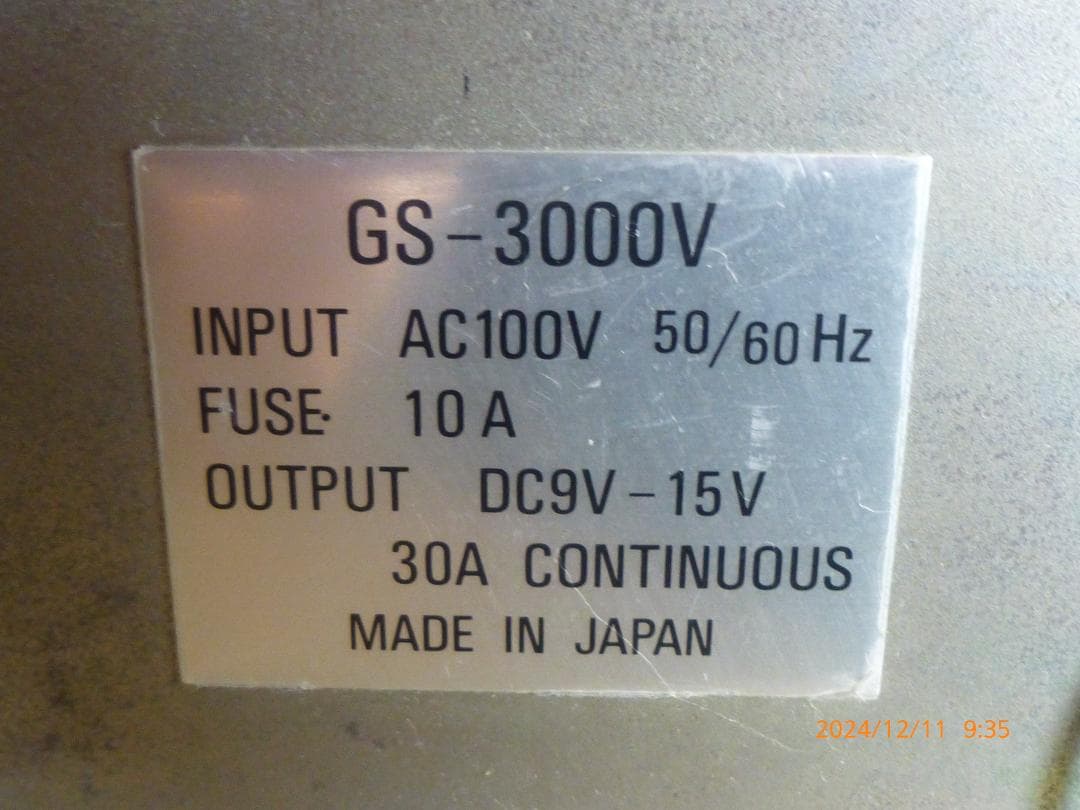 GS-3000V
INPUT AC100V 50/60Hz
FUSE 10A
OUTPUT DC9V-15V
30A CONTINUOUS
MADE IN JAPAN
2024/12/11 9:35